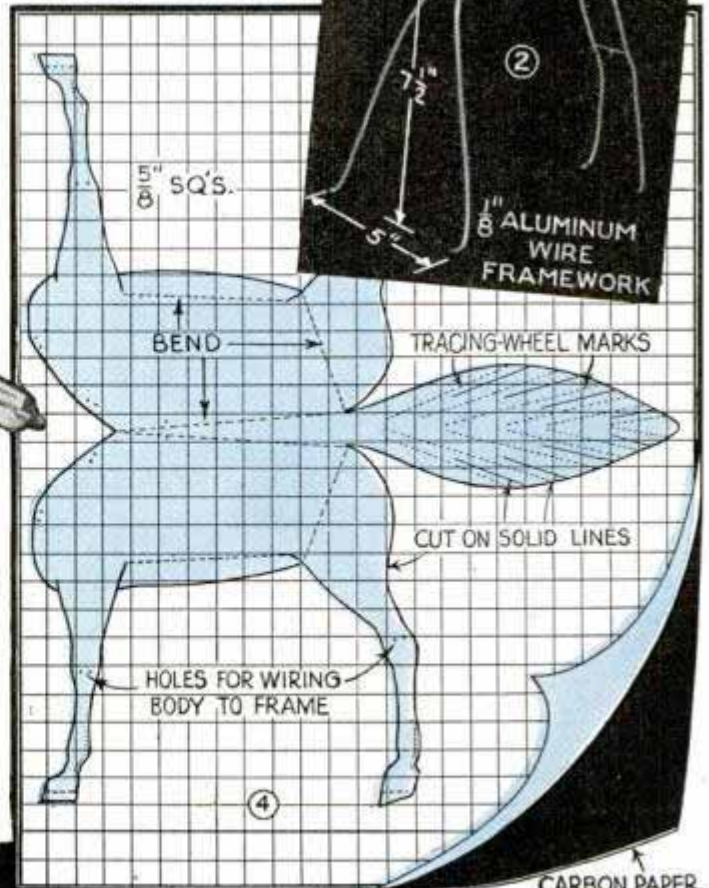 ②
7 1/2"
5"
1/8" ALUMINUM
WIRE
FRAMEWORK
5/8" SQ'S.
BEND
TRACING-WHEEL MARKS
CUT ON SOLID LINES
HOLES FOR WIRING
BODY TO FRAME
④
CARBON PAPER